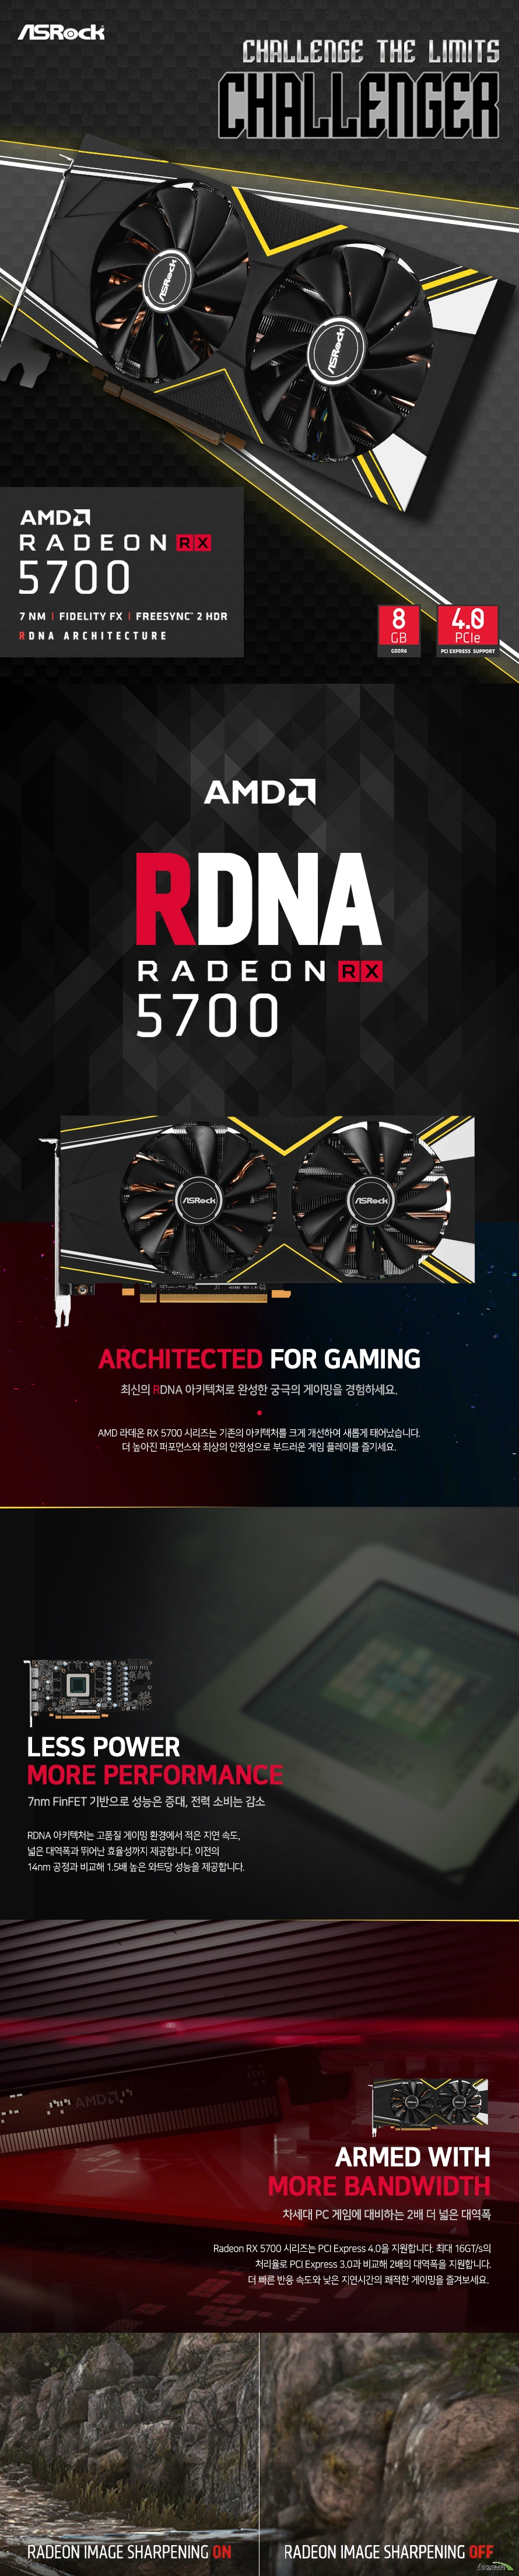 ASRock
CHALLENGE THE LIMITS
CHALLENGER
ASRock
ASRock
AMD
RADEON RX
5700
7 NM | FIDELITY FX | FREESYNC™ 2 HDR
RDNA ARCHITECTURE
8
GB
GDDR6
4.0
PCIe
PCI EXPRESS SUPPORT
AMD
RDNA
RADEON RX
5700
ASRock
ASRock
ARCHITECTED FOR GAMING
최신의 RDNA 아키텍쳐로 완성한 궁극의 게이밍을 경험하세요.
AMD 라데온 RX 5700 시리즈는 기존의 아키텍처를 크게 개선하여 새롭게 태어났습니다.
더 높아진 퍼포먼스와 최상의 안정성으로 부드러운 게임 플레이를 즐기세요.
LESS POWER
MORE PERFORMANCE
7nm FinFET 기반으로 성능은 증대, 전력 소비는 감소
RDNA 아키텍처는 고품질 게이밍 환경에서 적은 지연 속도,
넓은 대역폭과 뛰어난 효율성까지 제공합니다. 이전의
14nm 공정과 비교해 1.5배 높은 와트당 성능을 제공합니다.
AMD
ARMED WITH
MORE BANDWIDTH
차세대 PC 게임에 대비하는 2배 더 넓은 대역폭
Radeon RX 5700 시리즈는 PCI Express 4.0을 지원합니다. 최대 16GT/s의
처리율로 PCI Express 3.0과 비교해 2배의 대역폭을 지원합니다.
더 빠른 반응 속도와 낮은 지연시간의 쾌적한 게이밍을 즐겨보세요.
RADEON IMAGE SHARPENING ON
RADEON IMAGE SHARPENING OFF